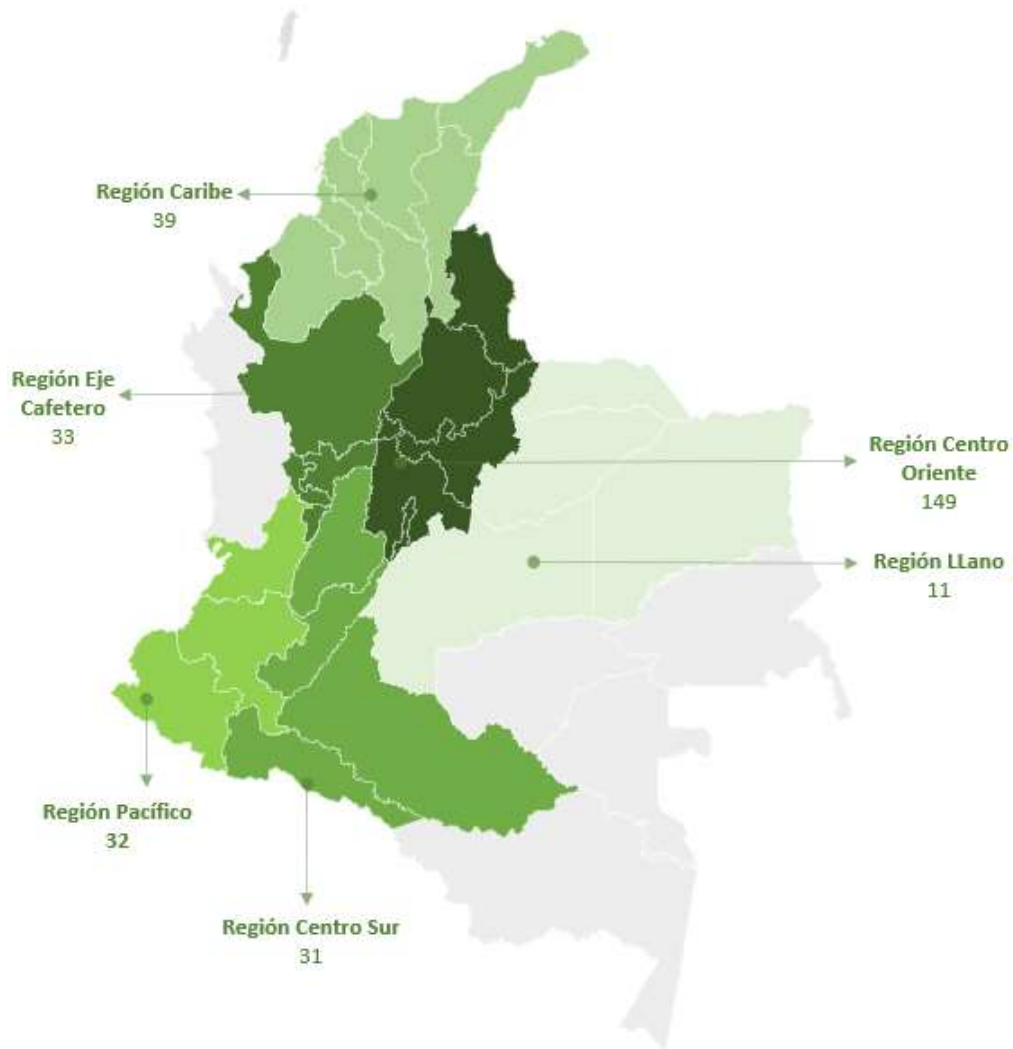 Región Caribe
39
Región Eje
Cafetero
33
Región Centro
Oriente
149
Región LLano
11
Región Pacífico
32
Región Centro Sur
31